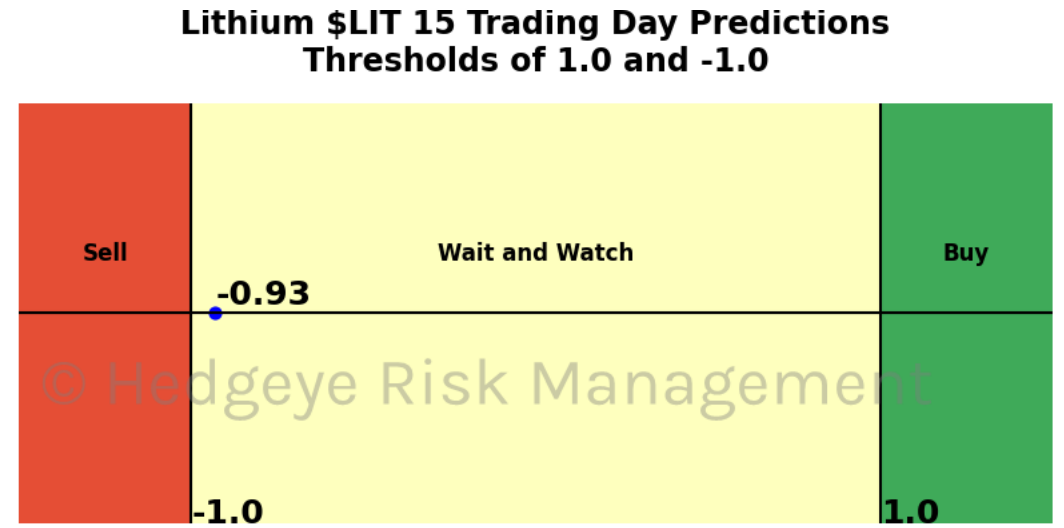 Lithium $LIT 15 Trading Day Predictions
Thresholds of 1.0 and -1.0
Sell
Wait and Watch
Buy
-0.93
© Hedgeye Risk Management
-1.0
1.0